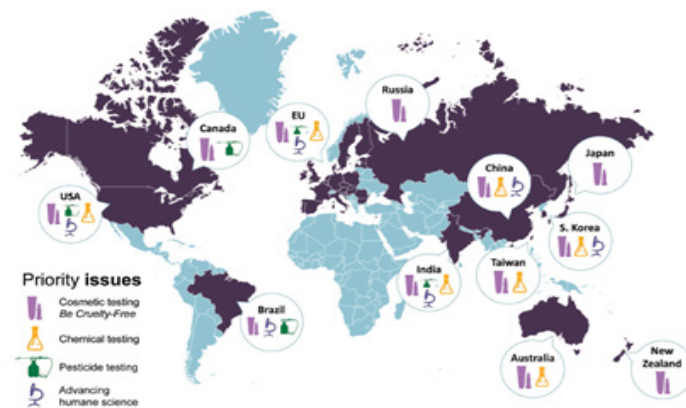 Russia
EU
Canada
Japan
China
USA
S. Korea
India
Taiwan
Priority issues
Cosmetic testing
Be Cruelty-Free
Brazil
Chemical testing
Pesticide testing
Australia
New
Zealand
Advancing
humane science